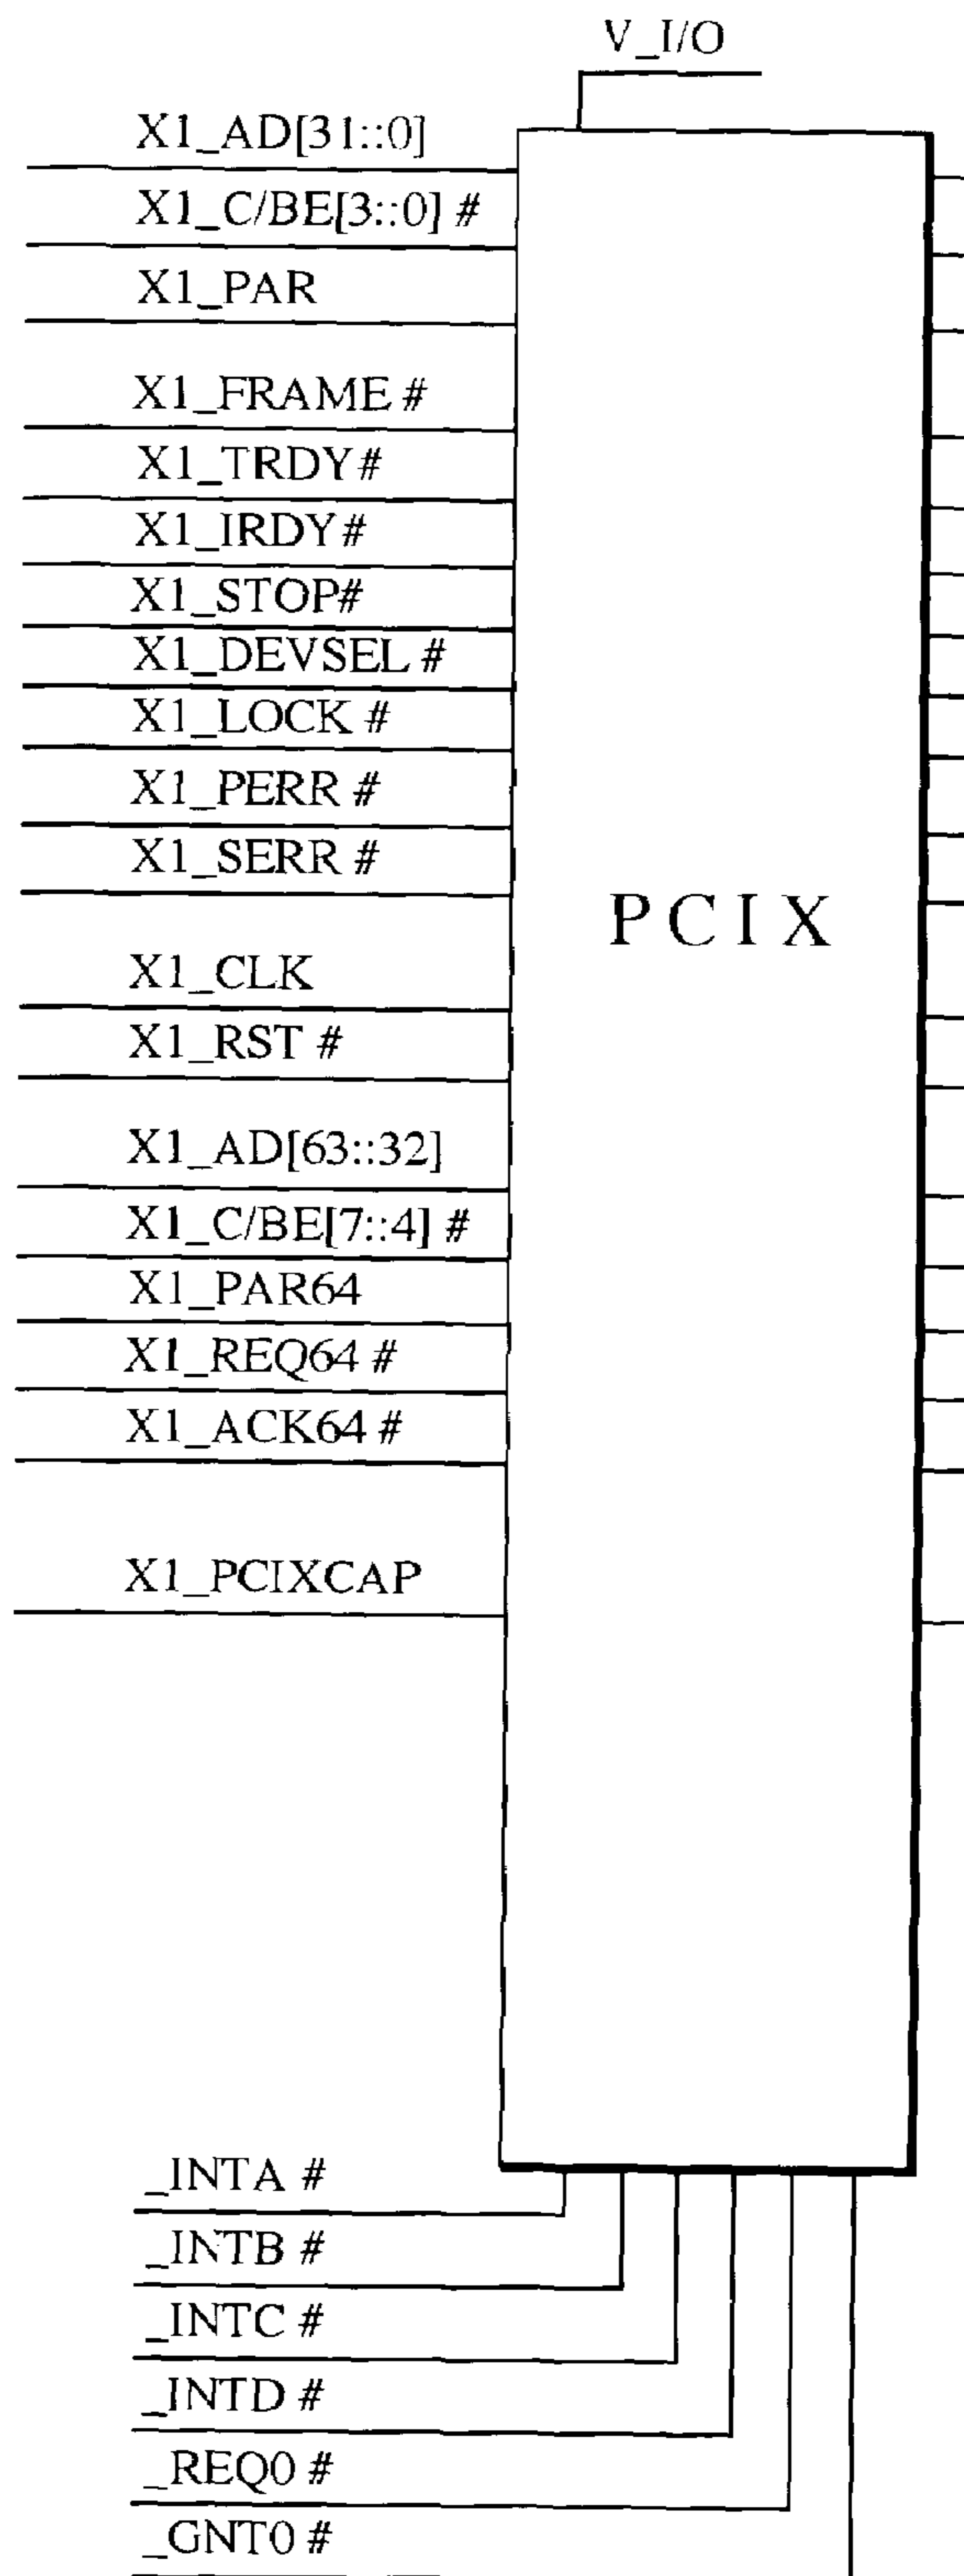 V_I/O
X1_AD[31::0]
X1_C/BE[3::0] #
X1_PAR
X1_FRAME #
X1_TRDY#
X1_IRDY#
X1_STOP#
X1_DEVSEL #
X1_LOCK #
X1_PERR #
X1_SERR #
PCIX
X1_CLK
X1_RST #
X1_AD[63::32]
X1_C/BE[7::4] #
X1_PAR64
X1_REQ64 #
X1_ACK64 #
X1_PCIXCAP
_INTA #
_INTB #
_INTC #
_INTD #
_REQ0 #
_GNT0 #